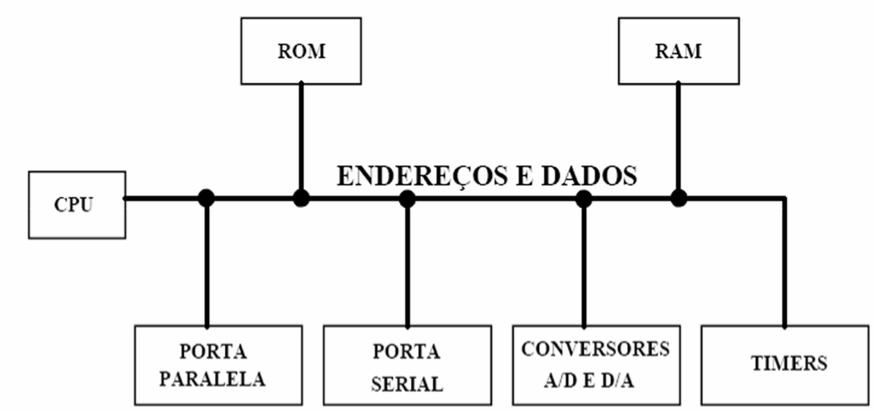 ROM
RAM
ENDEREÇOS E DADOS
CPU
PORTA
PARALELA
PORTA
SERIAL
CONVERSORES
A/D E D/A
TIMERS